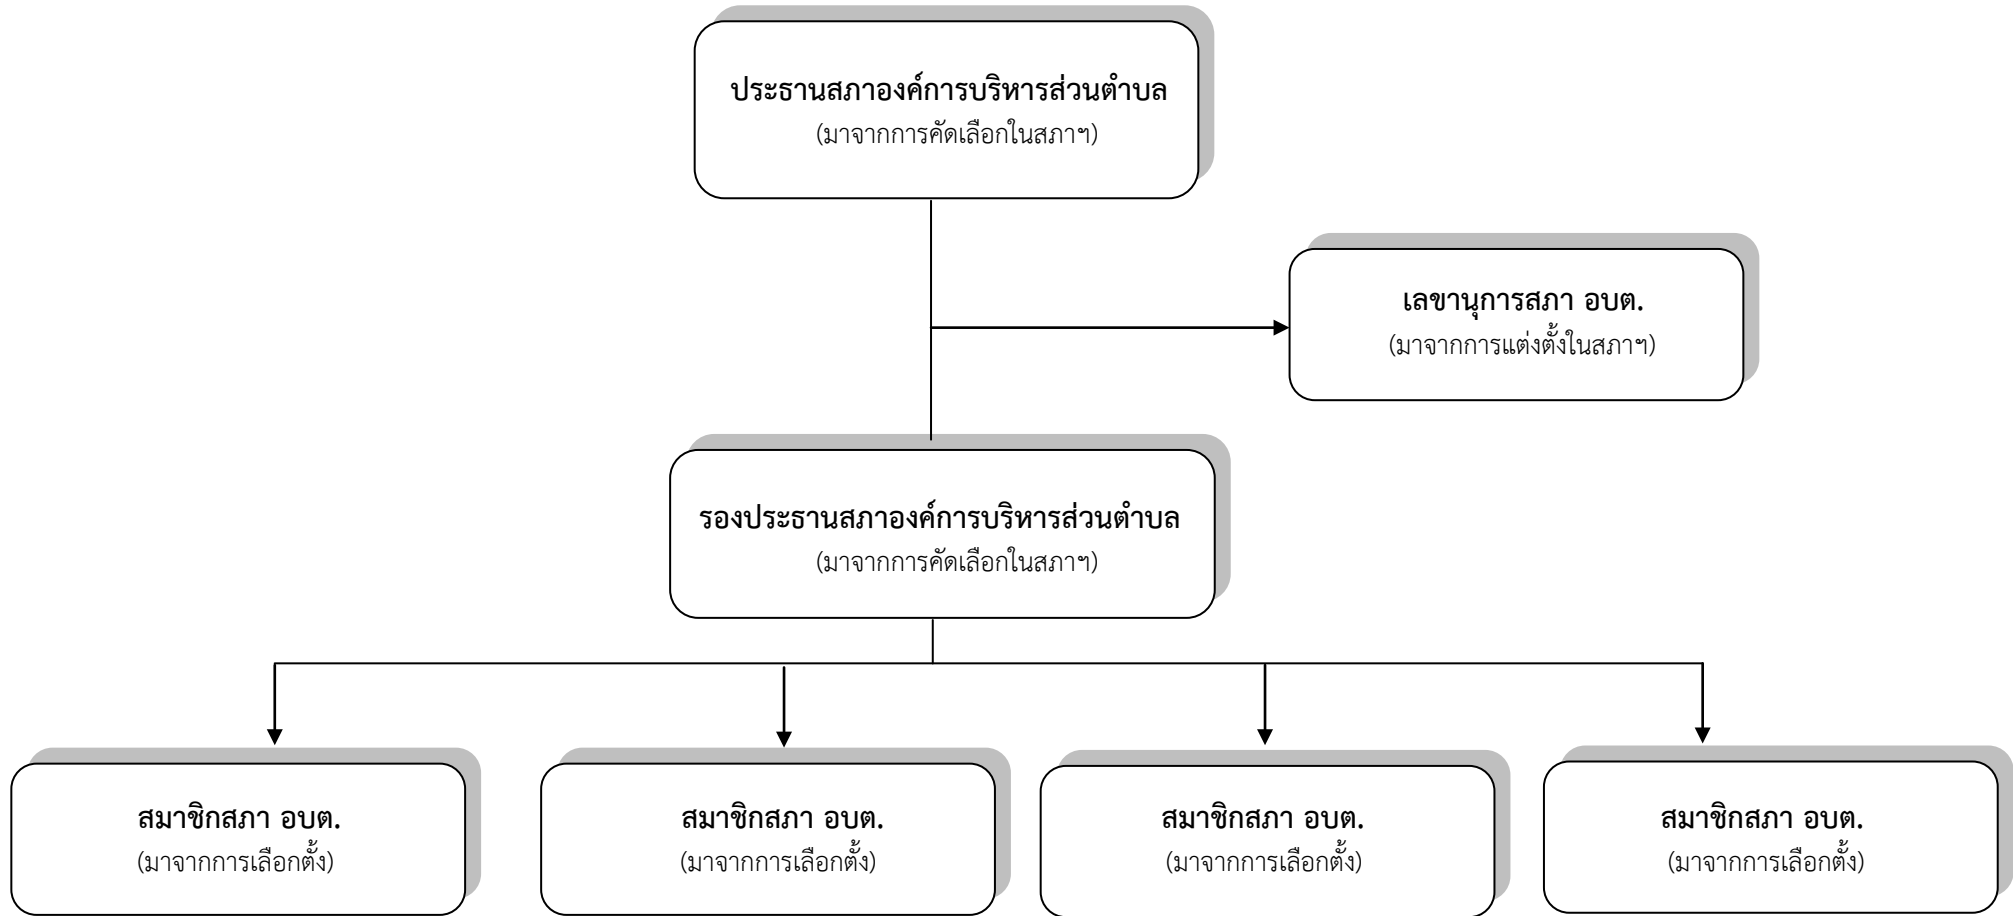 ประธานสภาองค์การบริหารส่วนตำบล
(มาจากการคัดเลือกในสภาฯ)
เลขานุการสภา อบต.
(มาจากการแต่งตั้งในสภาฯ)
รองประธานสภาองค์การบริหารส่วนตำบล
(มาจากการคัดเลือกในสภาฯ)
สมาชิกสภา อบต.
(มาจากการเลือกตั้ง)
สมาชิกสภา อบต.
(มาจากการเลือกตั้ง)
สมาชิกสภา อบต.
(มาจากการเลือกตั้ง)
สมาชิกสภา อบต.
(มาจากการเลือกตั้ง)